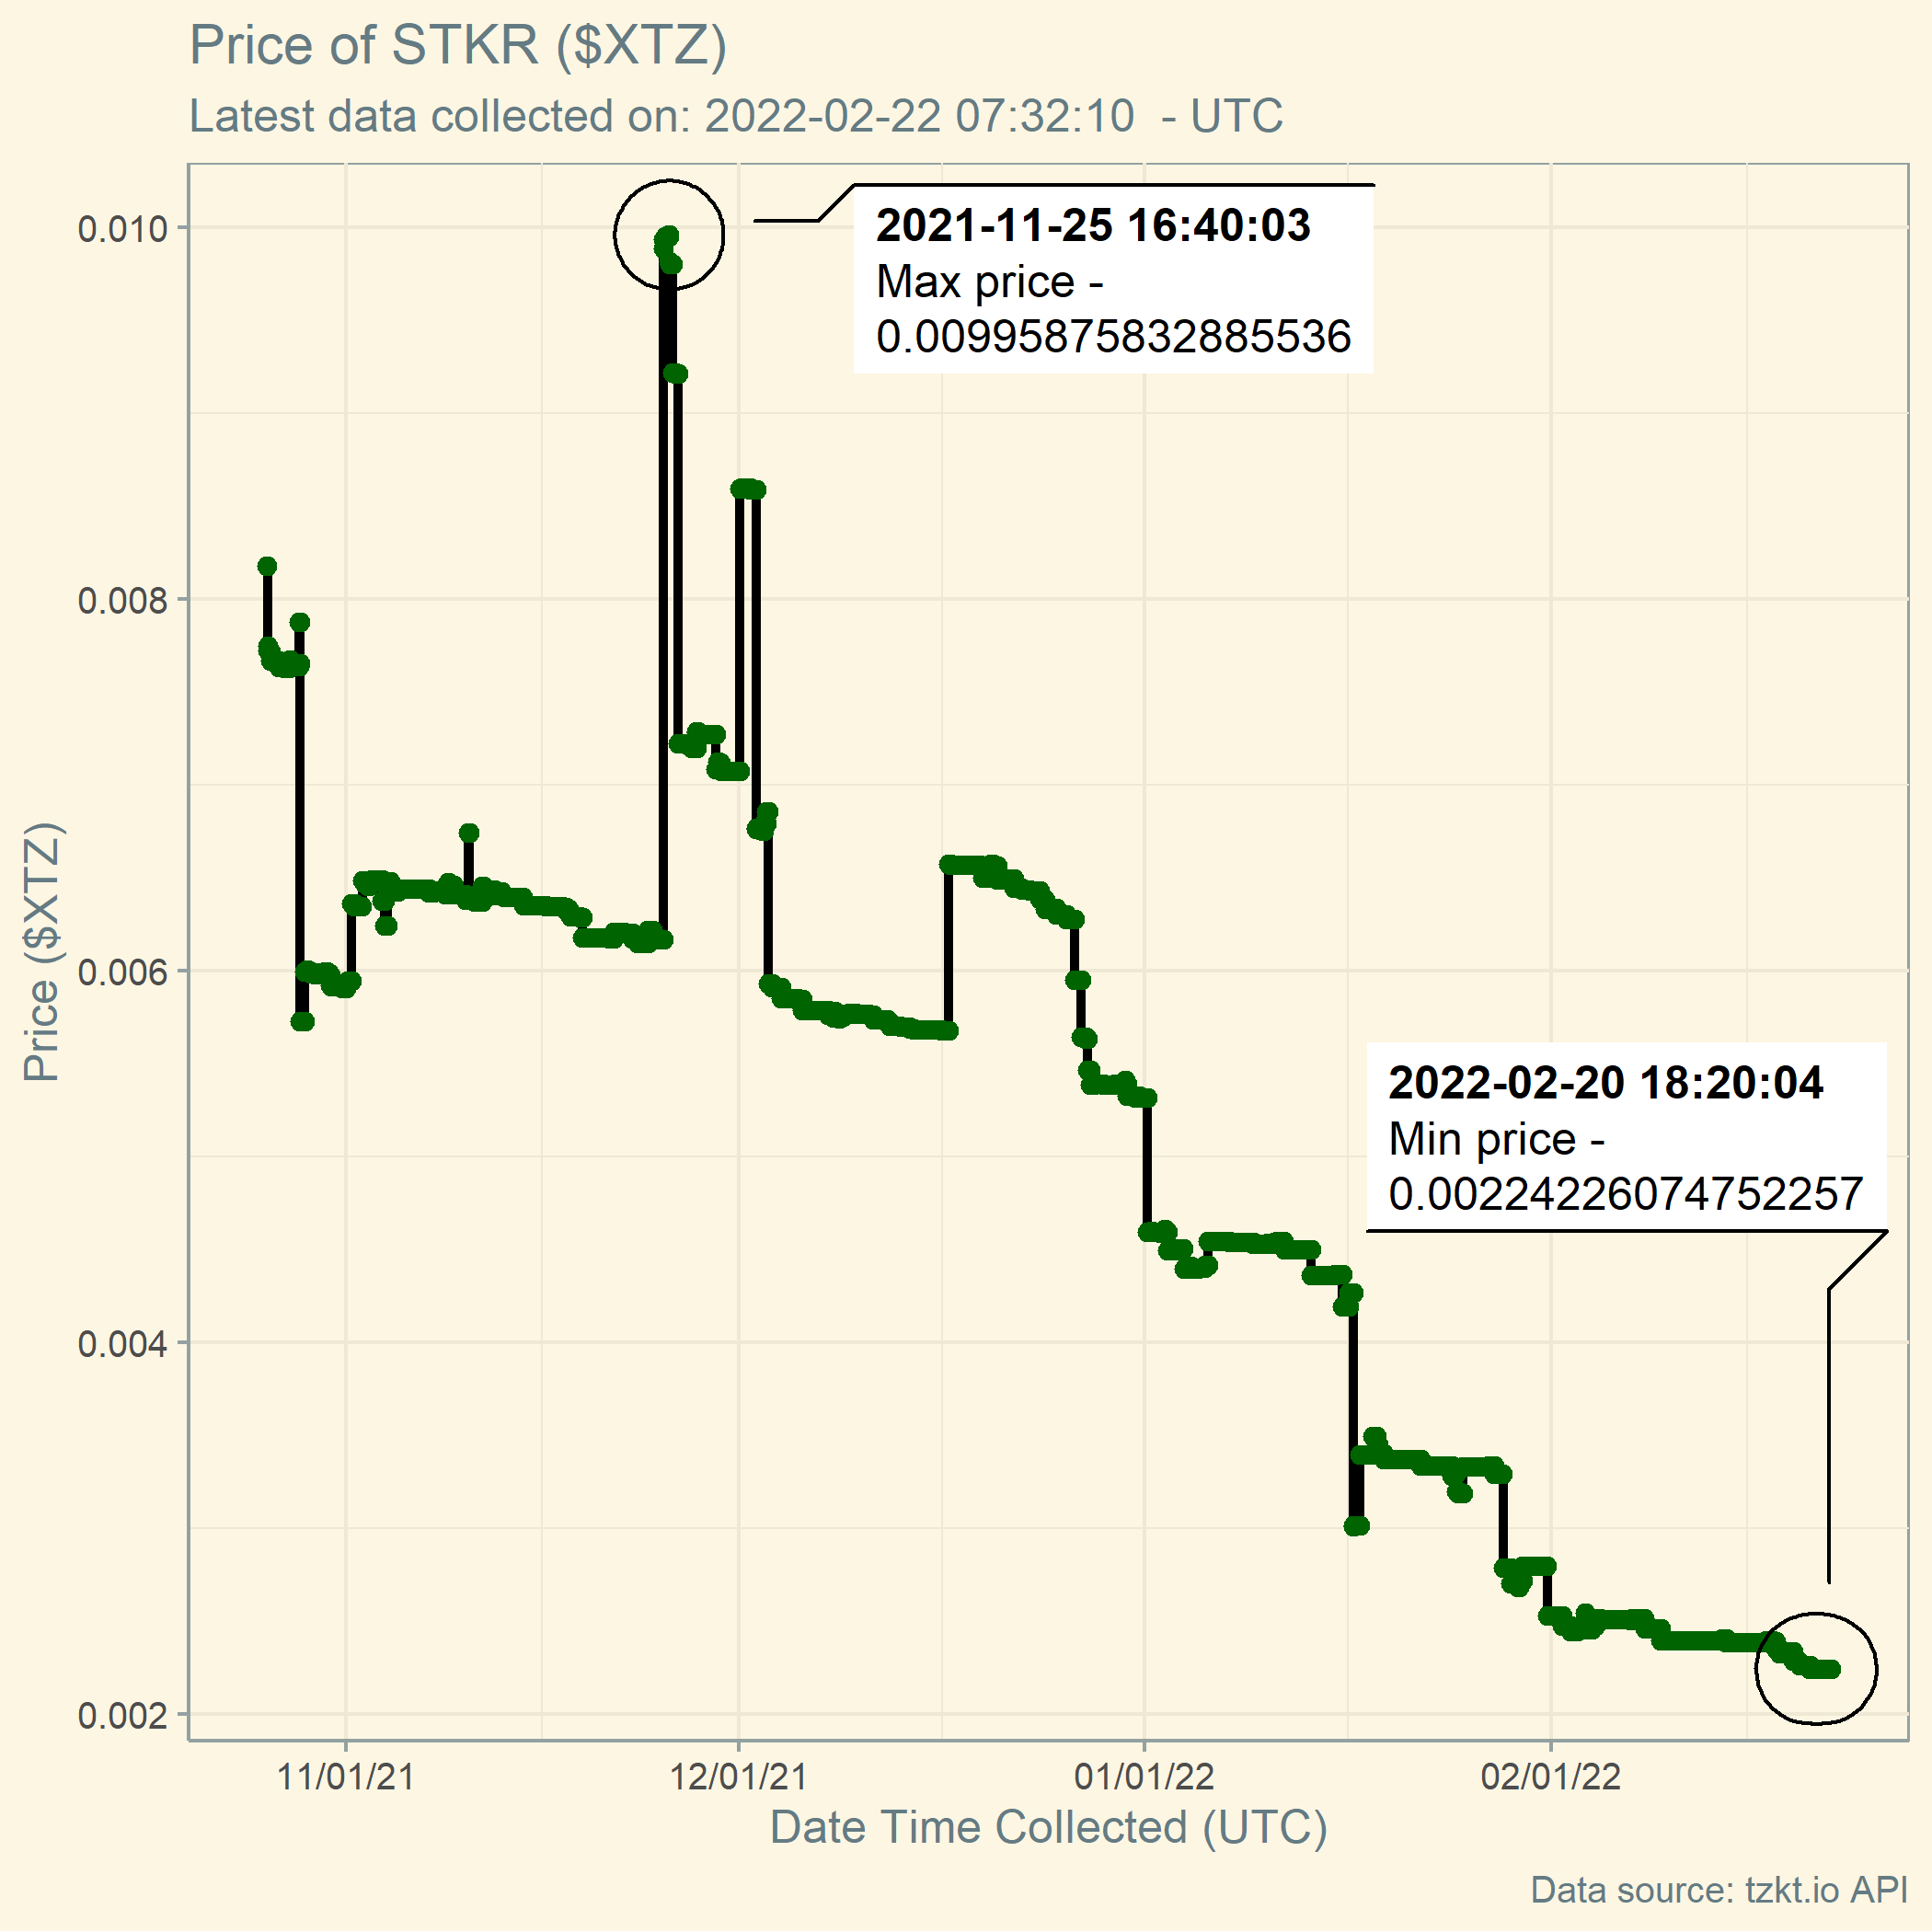 Price of STKR ($XTZ)
Latest data collected on: 2022-02-22 07:32:10  - UTC
2021-11-25 16:40:03
Max price -
0.00995875832885536
2022-02-20 18:20:04
Min price -
0.002242226074752257
Price ($XTZ)
0.010
0.008
0.006
0.004
0.002
11/01/21
12/01/21
01/01/22
02/01/22
Date Time Collected (UTC)
Data source: tzkt.io API